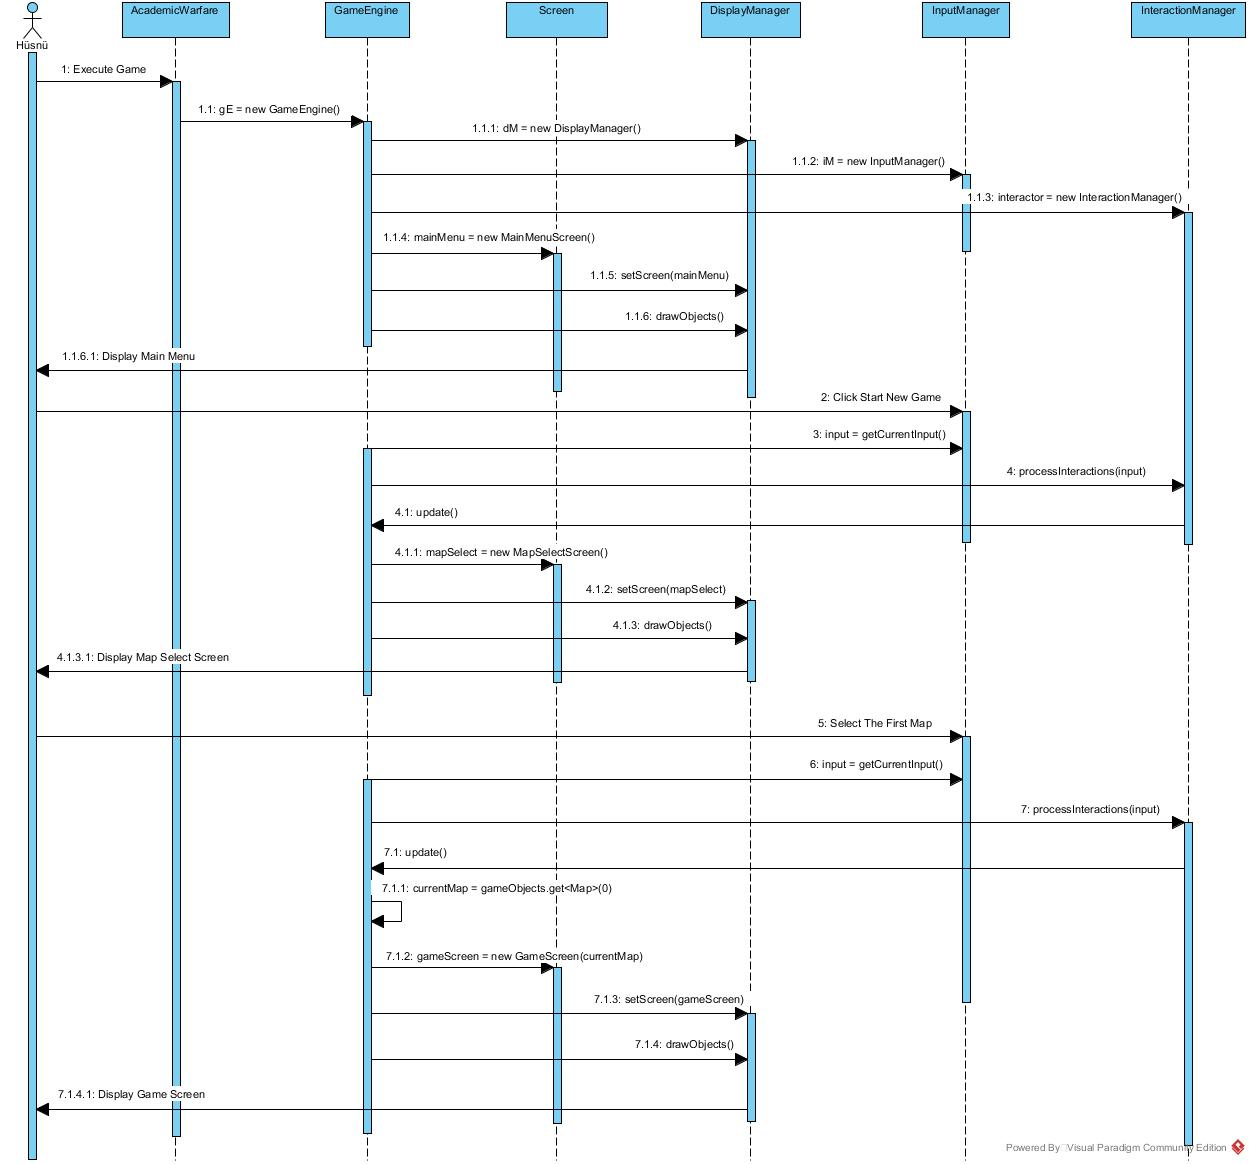 AcademicWarfare
GameEngine
Screen
DisplayManager
InputManager
InteractionManager
Hüsnü
1: Execute Game
1.1: gE = new GameEngine()
1.1.1: dM = new DisplayManager()
1.1.2: iM = new InputManager()
1.1.3: interactor = new InteractionManager()
1.1.4: mainMenu = new MainMenuScreen()
1.1.5: setScreen(mainMenu)
1.1.6: drawObjects()
1.1.6.1: Display Main Menu
2: Click Start New Game
3: input = getCurrentInput()
4: processInteractions(input)
4.1: update()
4.1.1: mapSelect = new MapSelectScreen()
4.1.2: setScreen(mapSelect)
4.1.3: drawObjects()
4.1.3.1: Display Map Select Screen
5: Select The First Map
6: input = getCurrentInput()
7: processInteractions(input)
7.1: update()
7.1.1: currentMap = gameObjects.get<Map>(0)
7.1.2: gameScreen = new GameScreen(currentMap)
7.1.3: setScreen(gameScreen)
7.1.4: drawObjects()
7.1.4.1: Display Game Screen
Powered By Visual Paradigm Community Edition